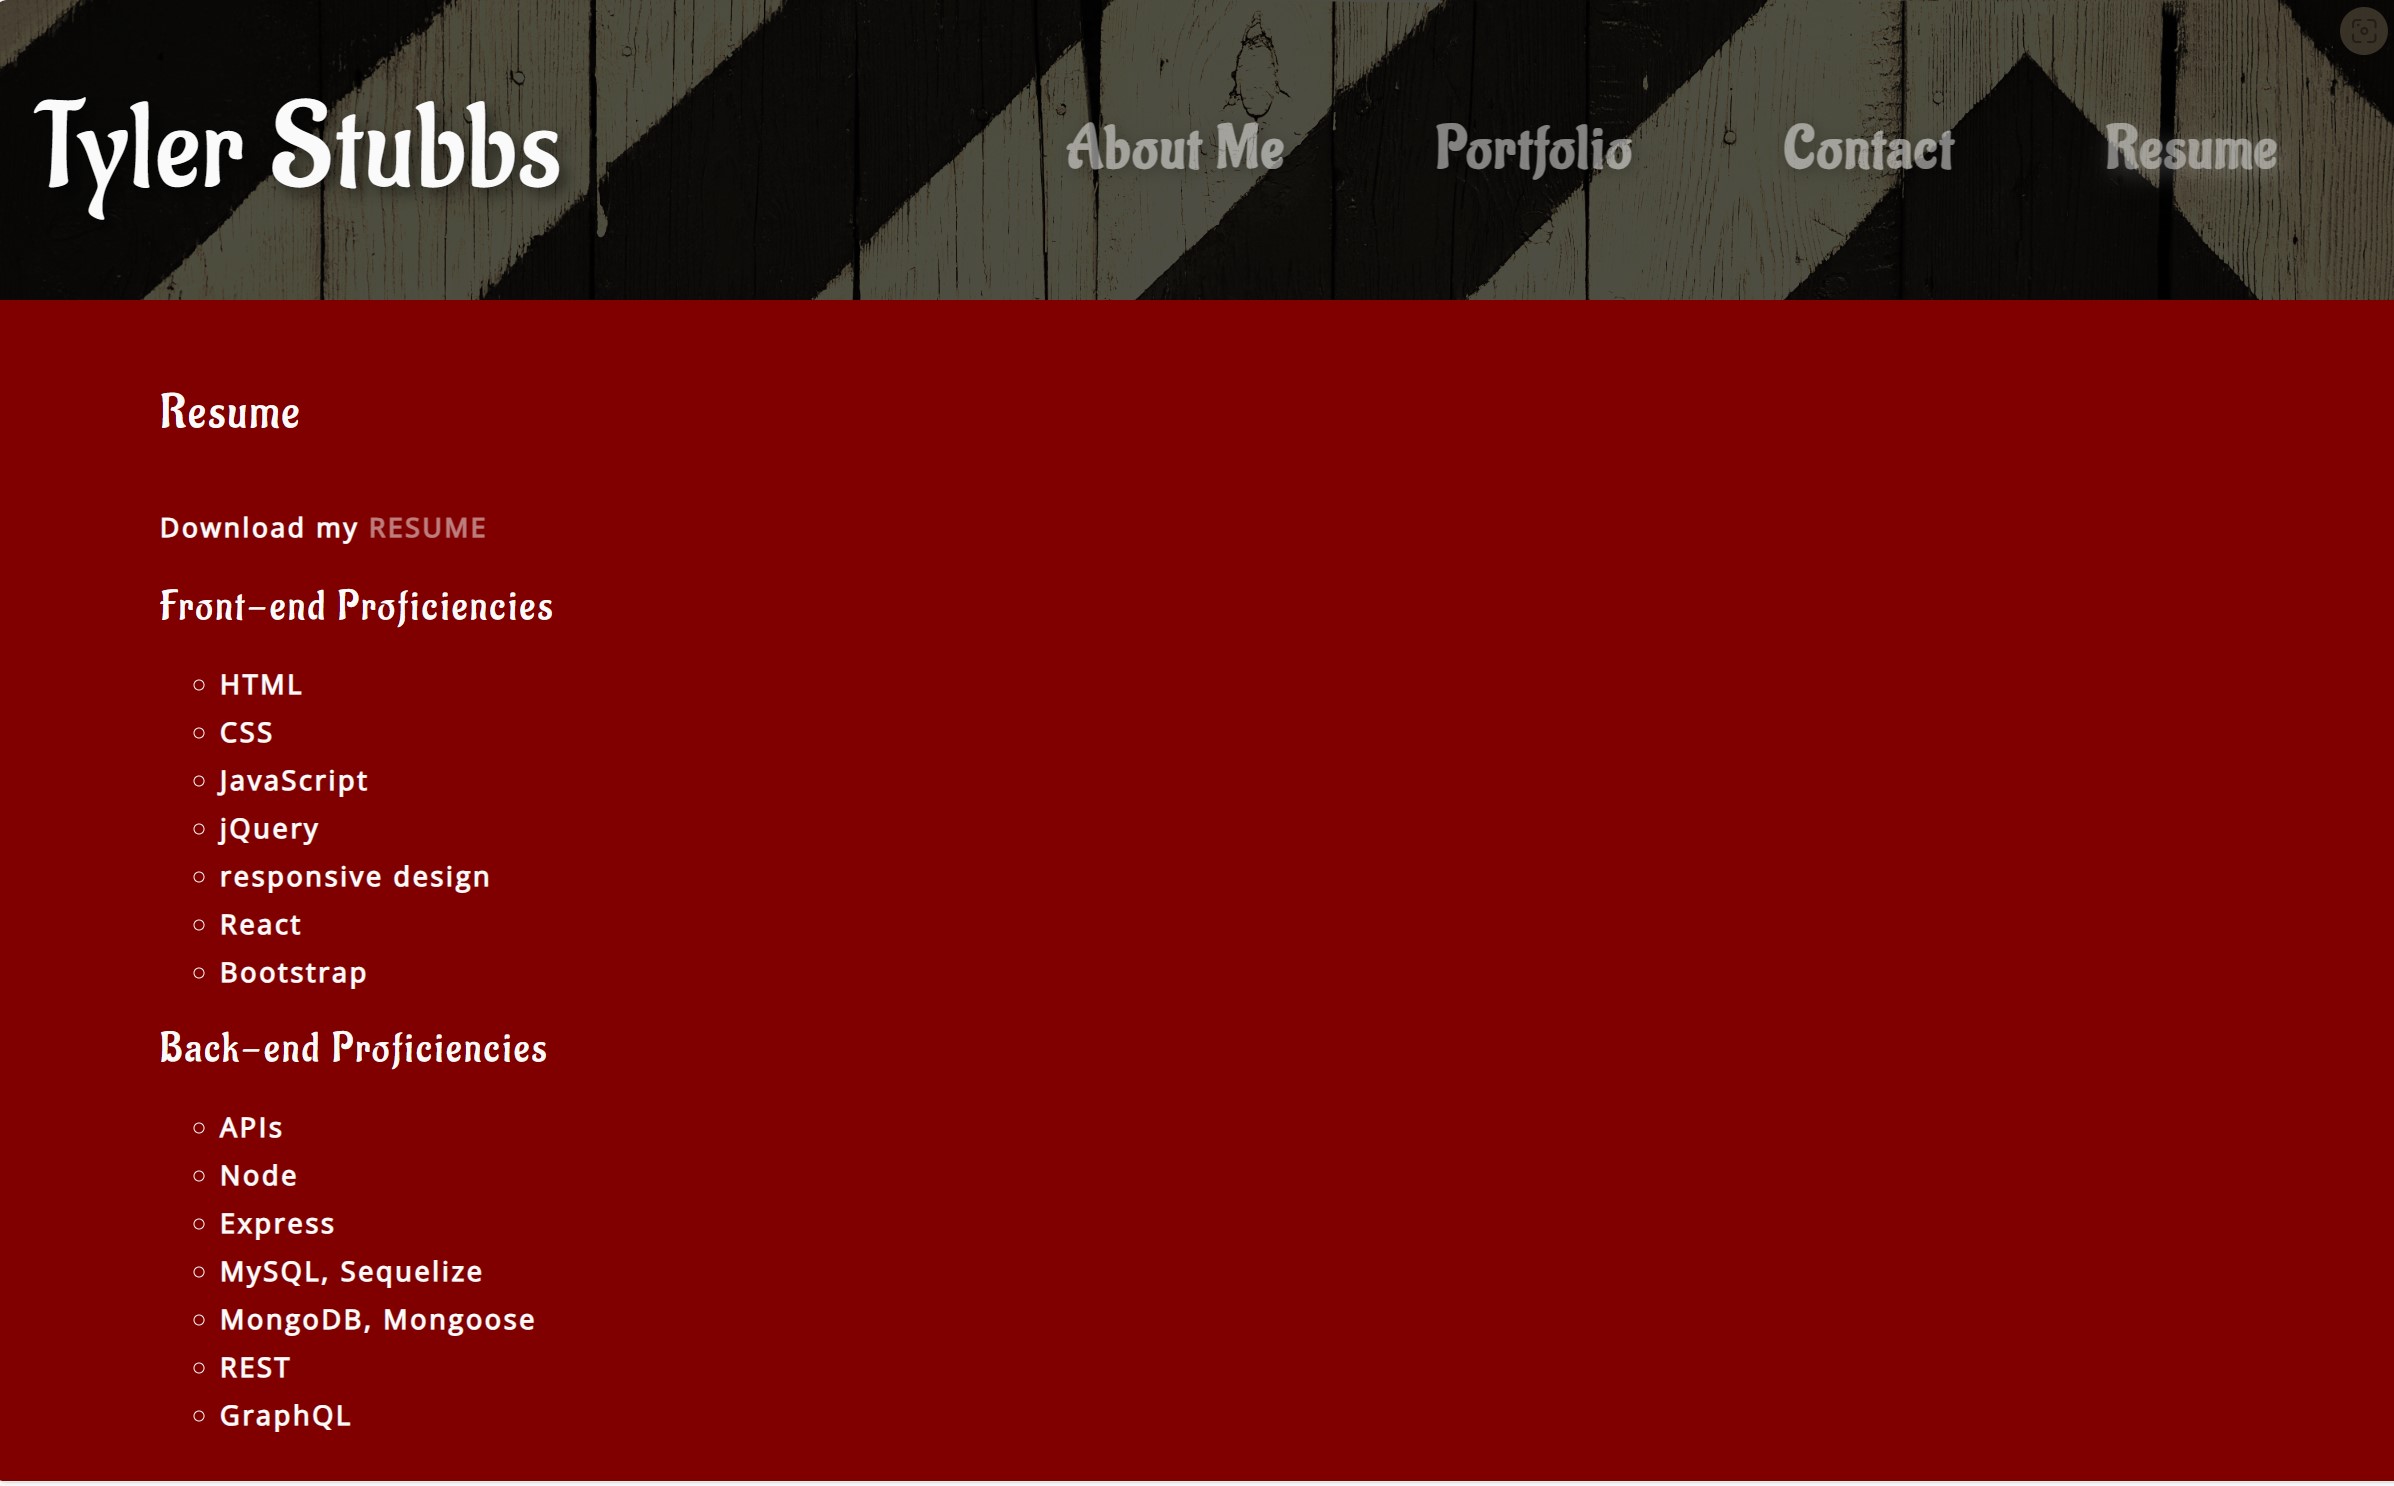 Tyler Stubbs
About Me Portfolio Contact Resume
Resume
Download my RESUME
Front-end Proficiencies
HTML
CSS
JavaScript
jQuery
responsive design
React
Bootstrap
Back-end Proficiencies
APIs
Node
Express
MySQL, Sequelize
MongoDB, Mongoose
REST
GraphQL